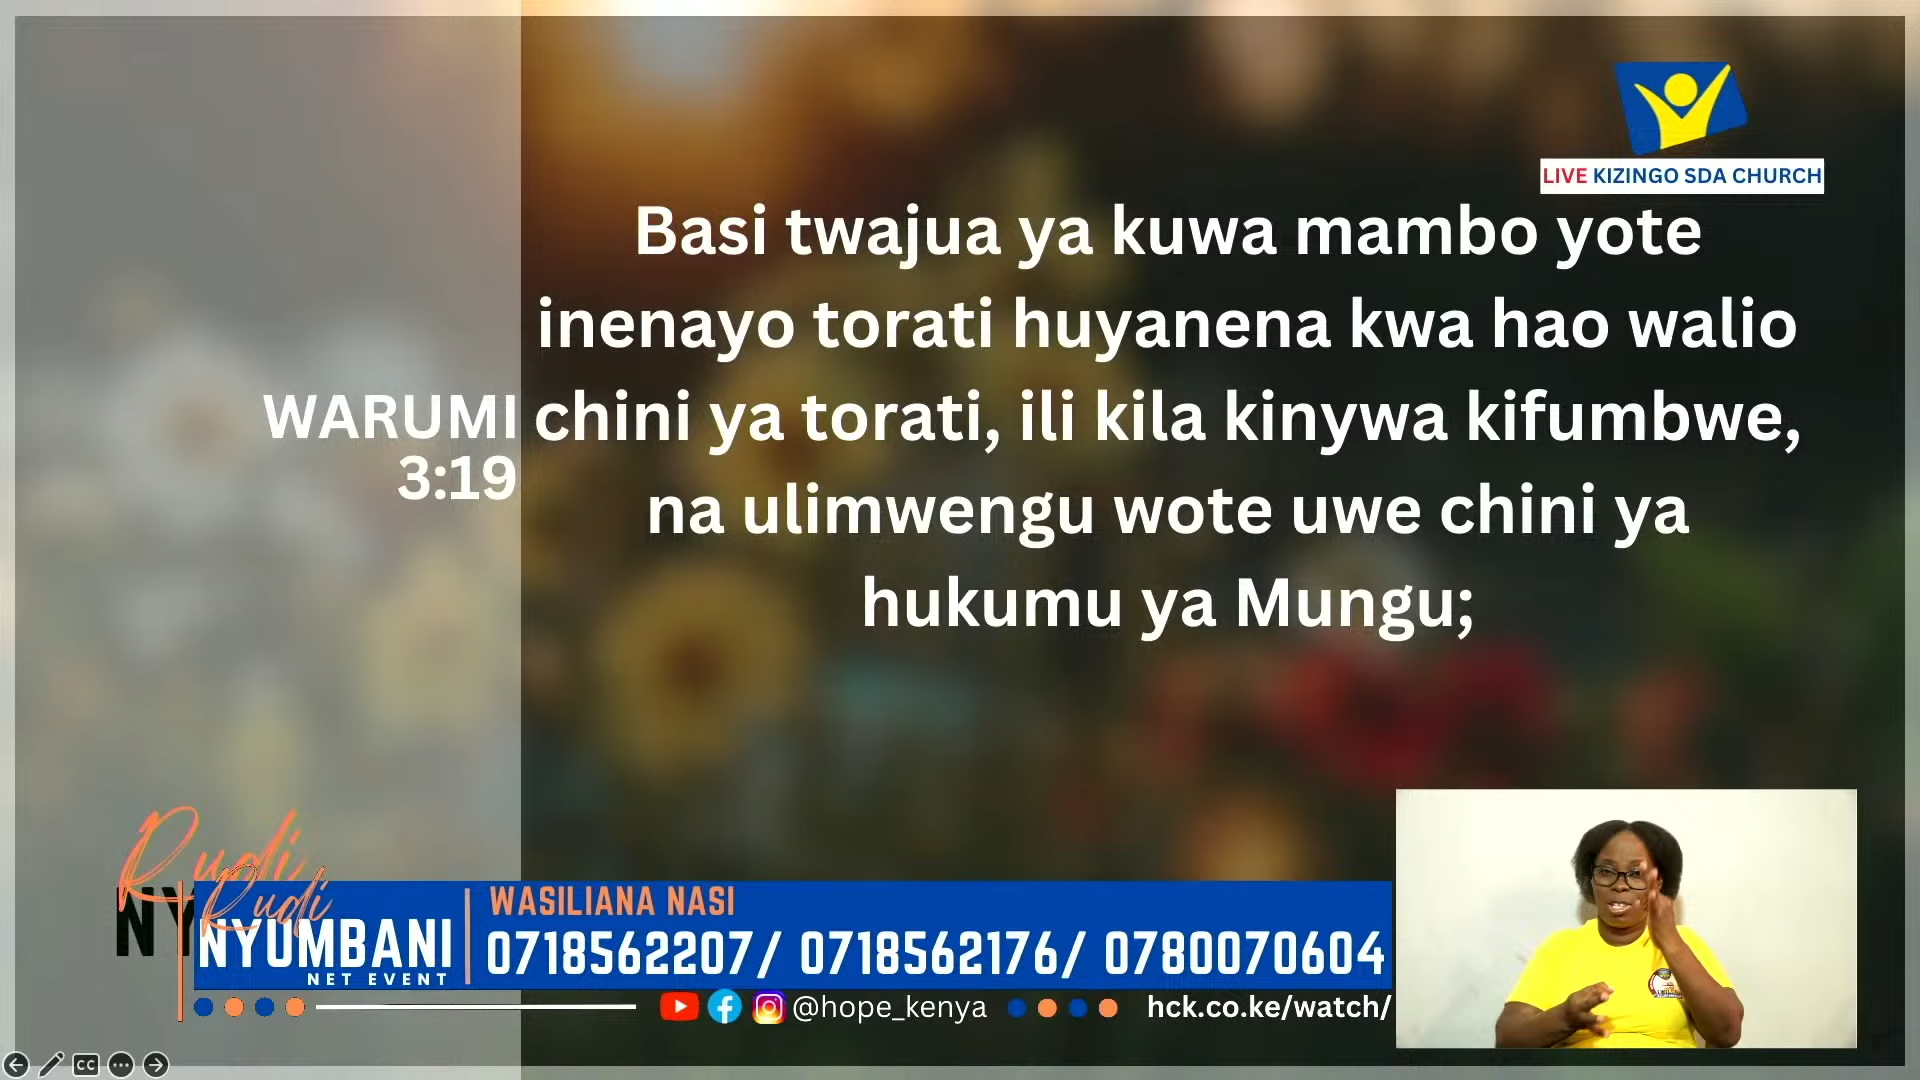 LIVE KIZINGO SDA CHURCH
WARUMI
3:19
Basi twajua ya kuwa mambo yote
inenayo torati huyanena kwa hao walio
chini ya torati, ili kila kinywa kifumbwe,
na ulimwengu wote uwe chini ya
hukumu ya Mungu;
Rudi
NY
Rudi
NYUMBANI
NET EVENT
WASILIANA NASI
0718562207/ 0718562176/ 0780070604
@hope_kenya
hck.co.ke/watch/
CC